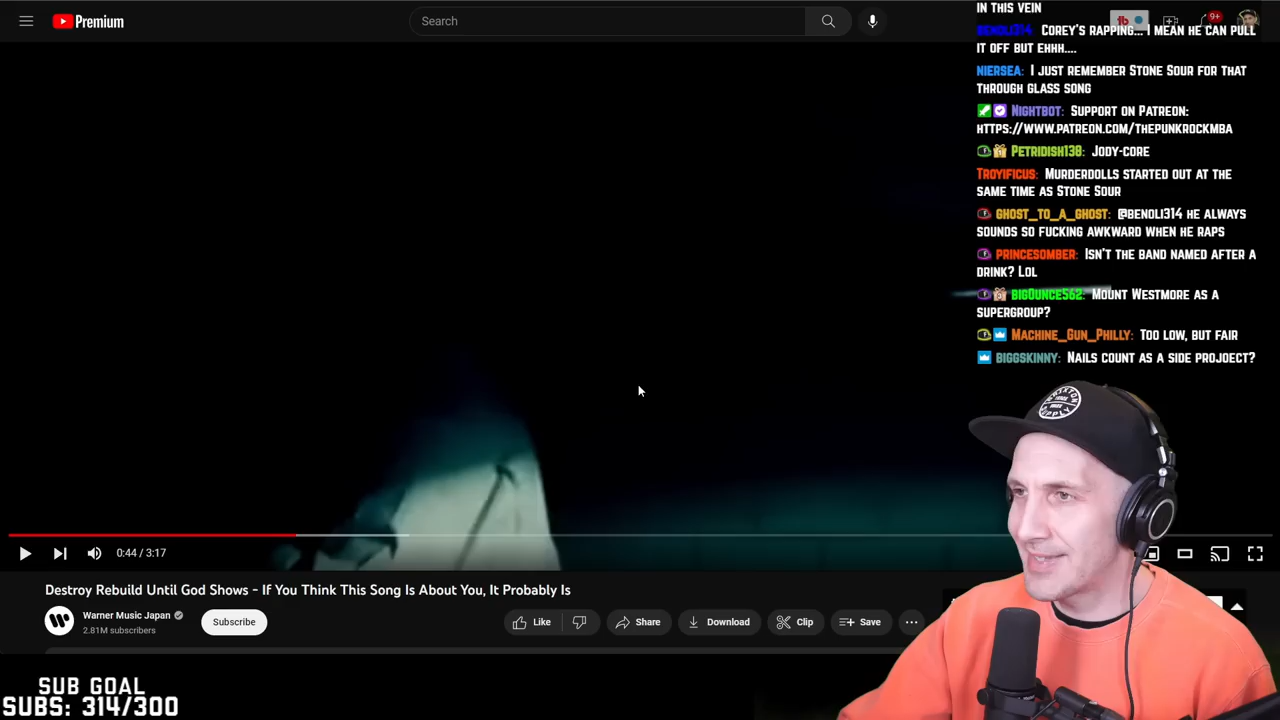 Premium
Search
9+
IN THIS VEIN
BENOLI314 COREY'S RAPPING... I MEAN HE CAN PULL
IT OFF BUT EHHH....
NIERSEA: I JUST REMEMBER STONE SOUR FOR THAT
THROUGH GLASS SONG
NIGHTBOT: SUPPORT ON PATREON:
HTTPS://WWW.PATREON.COM/THEPUNKROCKMBA
PETRIDISH138: JODY-CORE
TROYIFICUS: MURDERDOLLS STARTED OUT AT THE
SAME TIME AS STONE SOUR
GHOST_TO_A_GHOST: @BENOLI314 HE ALWAYS
SOUNDS SO FUCKING AWKWARD WHEN HE RAPS
PRINCESOMBER: ISN'T THE BAND NAMED AFTER A
DRINK? LOL
BIGOUNCE562: MOUNT WESTMORE AS A
SUPERGROUP?
MACHINE_GUN_PHILLY: TOO LOW, BUT FAIR
BIGGSKINNY: NAILS COUNT AS A SIDE PROJOECT?
0:44 / 3:17
Destroy Rebuild Until God Shows - If You Think This Song Is About You, It Probably Is
Warner Music Japan
2.81M subscribers
Subscribe
Like
Share
Download
Clip
Save
SUB GOAL
SUBS: 314/300